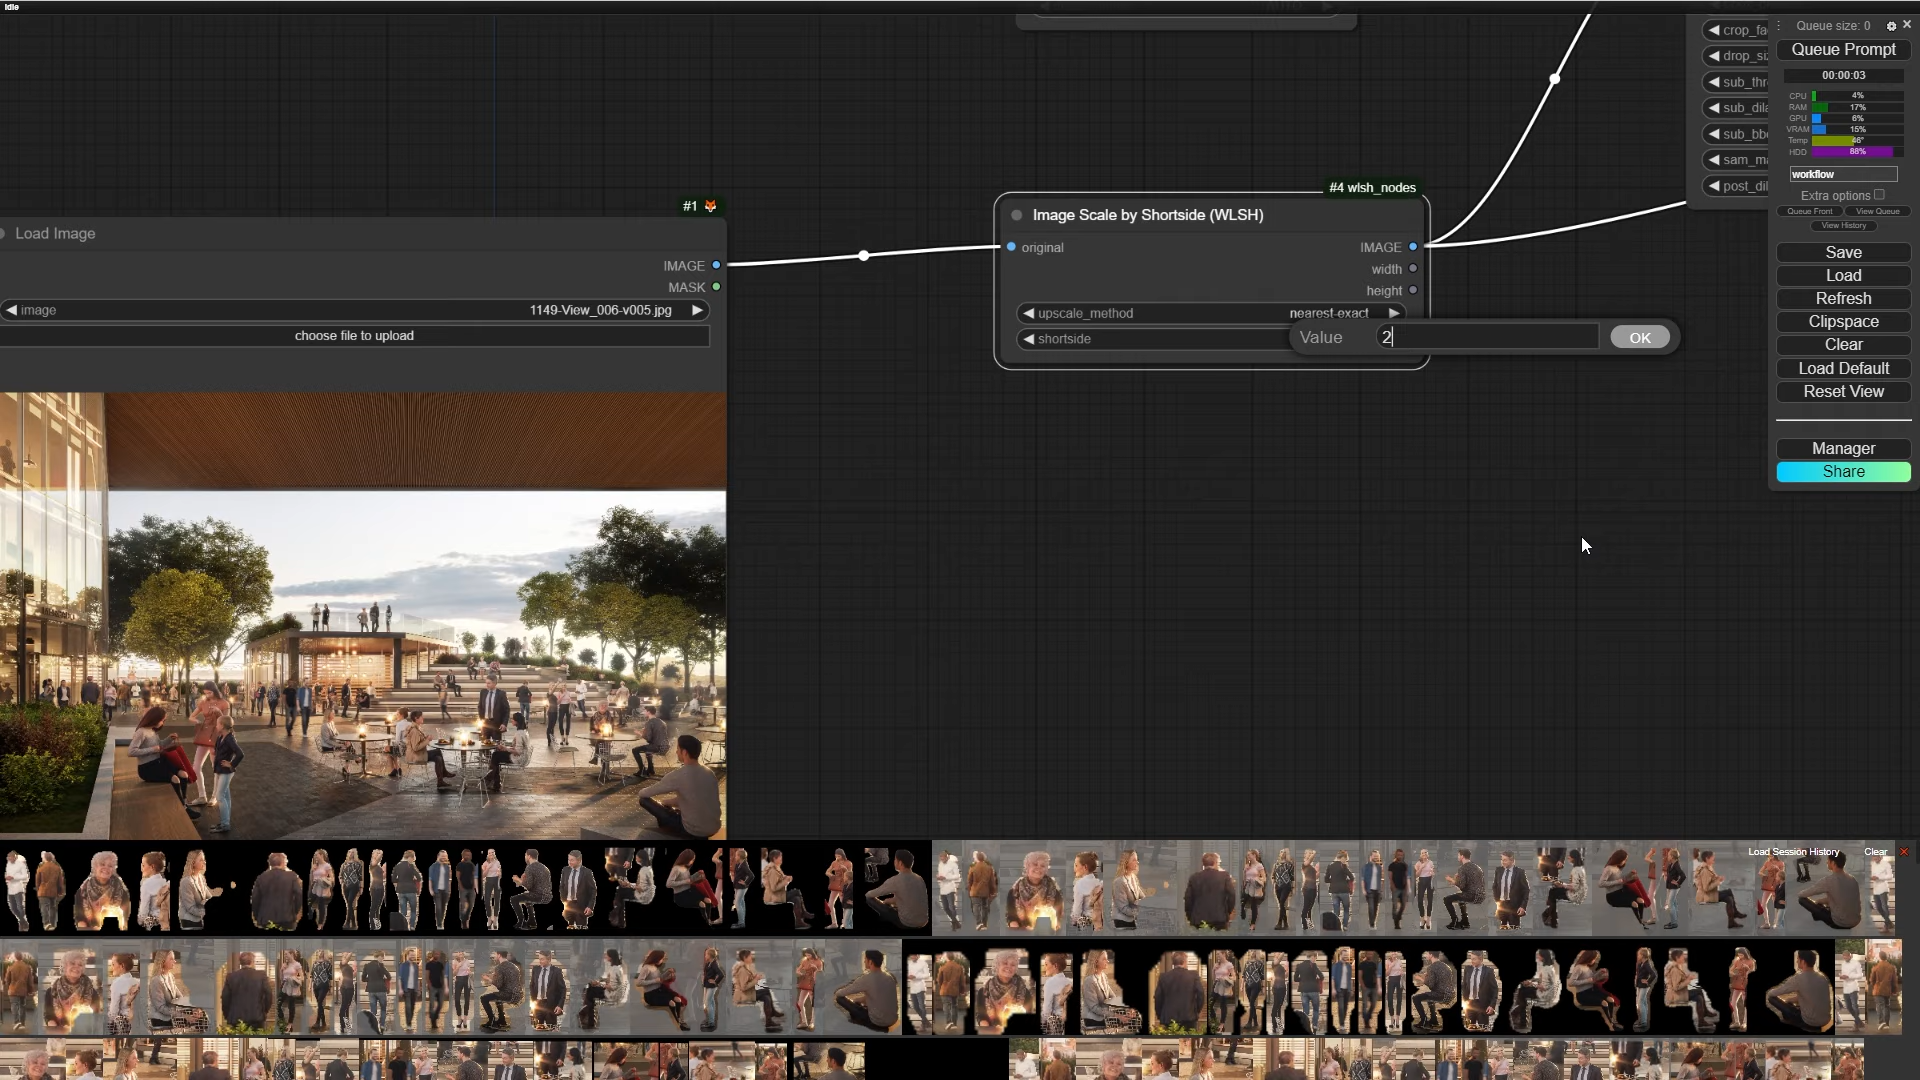 Idle
Queue size: 0
Queue Prompt
00:00:03
CPU 4%
RAM 17%
GPU 6%
VRAM 15%
Temp 46°
HDD 88%
workflow
Extra options
Queue Front View Queue
View History
Save
Load
Refresh
Clipspace
Clear
Load Default
Reset View
Manager
Share
#1
Load Image
IMAGE
MASK
image 1149-View_006-v005.jpg
choose file to upload
#4 wlsh_nodes
Image Scale by Shortside (WLSH)
original IMAGE
width
height
upscale_method nearest-exact
shortside
Value 2 OK
crop_fa
drop_siz
sub_thr
sub_dila
sub_bb
sam_ma
post_dil
Load Session History Clear